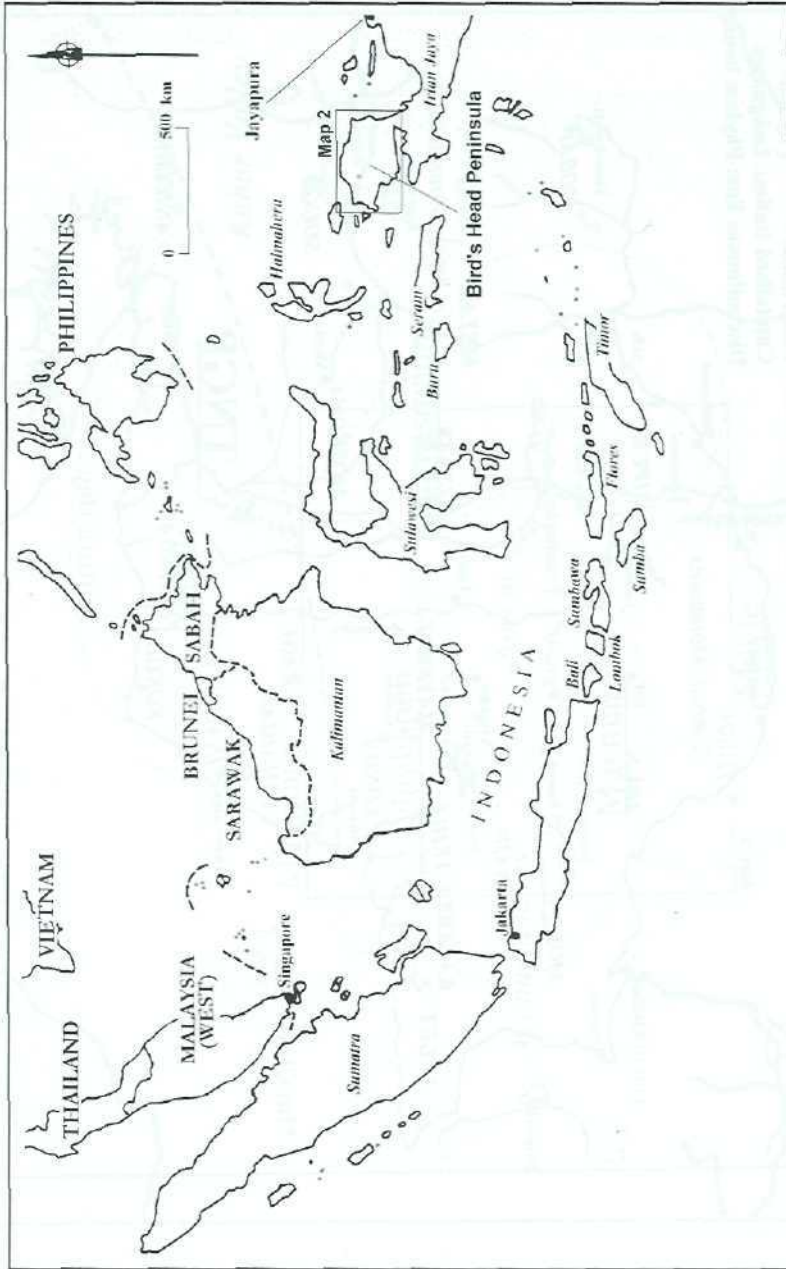 THAILAND
VIETNAM
PHILIPPINES
0 500 km
MALAYSIA
(WEST)
Singapore
BRUNEI
SABAH
SARAWAK
Kalimantan
Sumatra
Sulawesi
Halmahera
Map 2
Jayapura
Irian Jaya
Seram
Buru
Bird's Head Peninsula
INDONESIA
Jakarta
Bali
Lombok
Sumbawa
Sumba
Flores
Timor